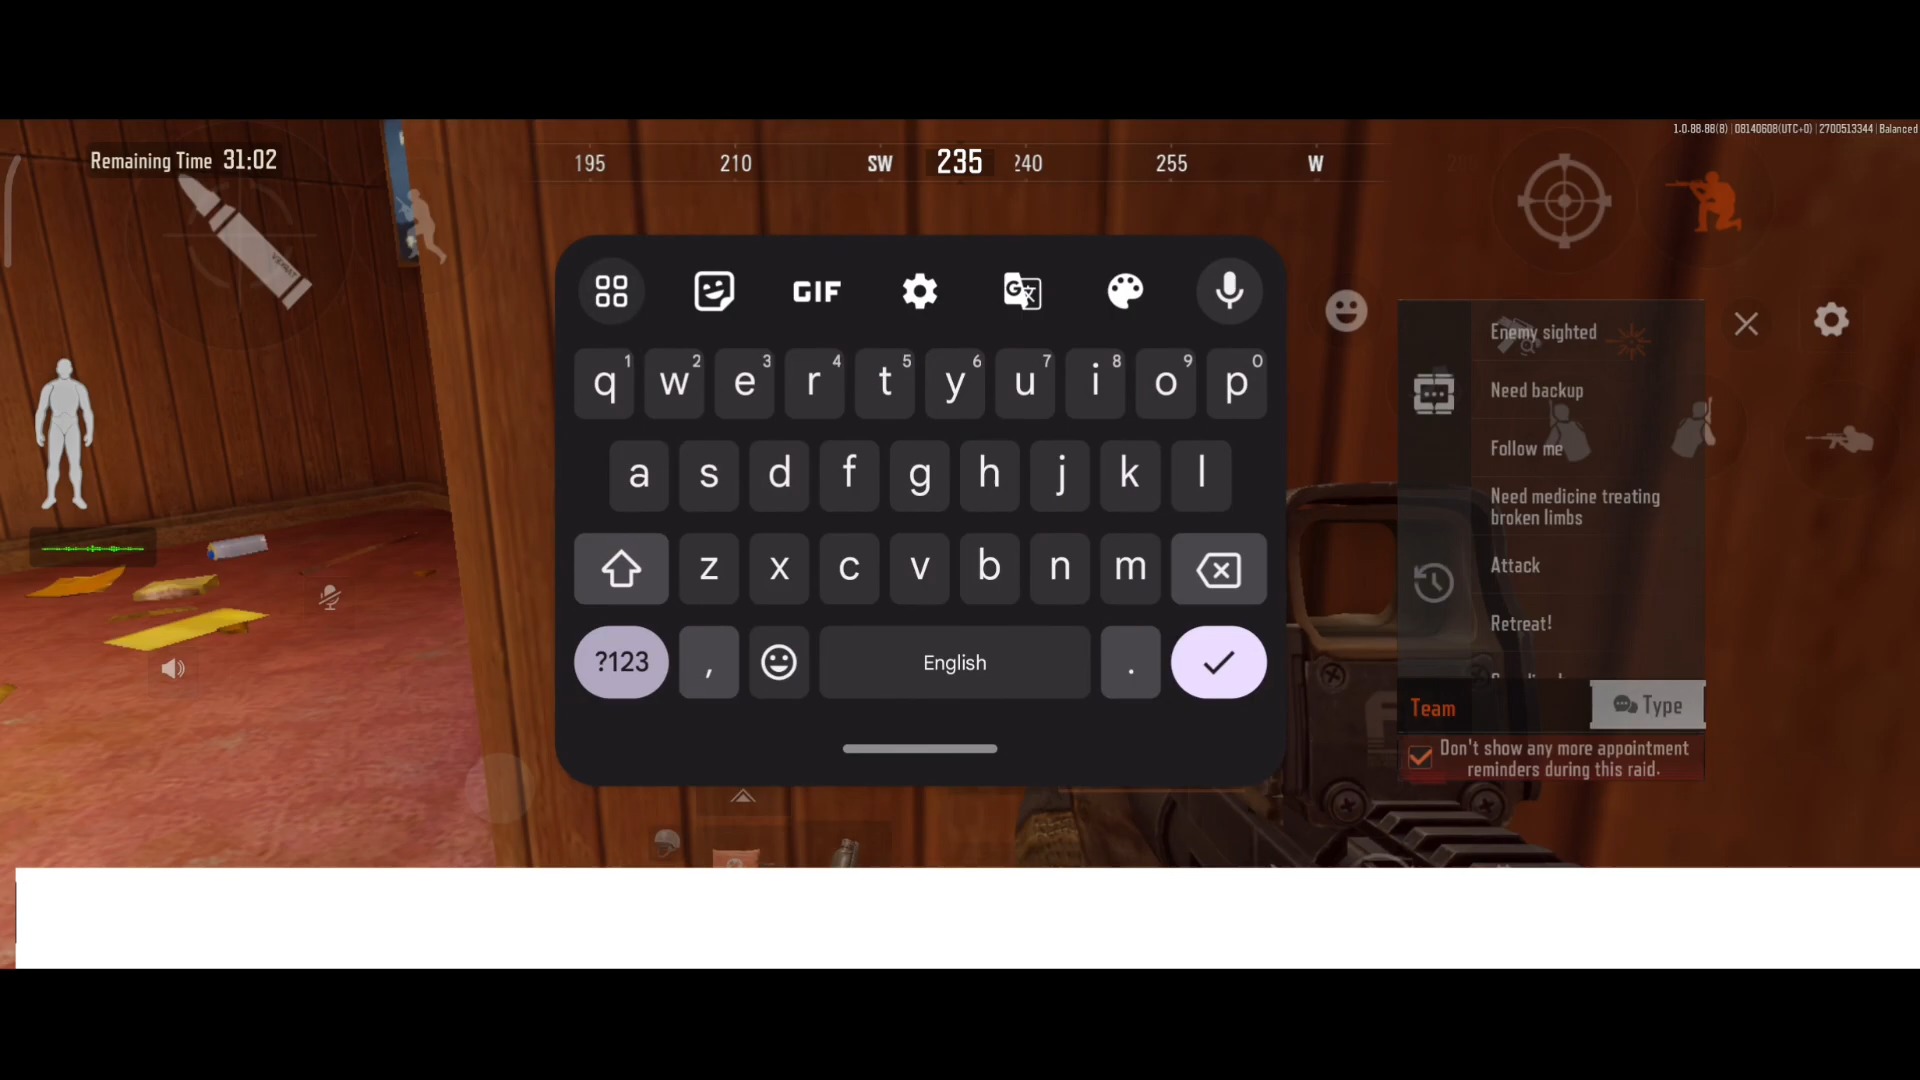 1.0.88.88(8) | 08140608(UTC+0) | 2700513344 | Balanced
Remaining Time 31:02
195 210 SW 235 240 255 W
GIF
q 1 w 2 e 3 r 4 t 5 y 6 u 7 i 8 o 9 p 0
a s d f g h j k l
z x c v b n m
?123 , English .
Enemy sighted
Need backup
Follow me
Need medicine treating
broken limbs
Attack
Retreat!
Team
Type
Don't show any more appointment
reminders during this raid.